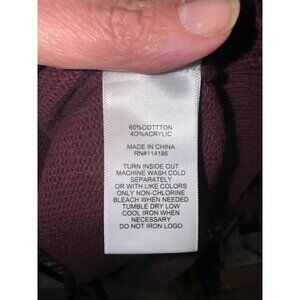 60%COTTTON
40%ACRYLIC
MADE IN CHINA
RN#114186
TURN INSIDE OUT
MACHINE WASH COLD
SEPARATELY
OR WITH LIKE COLORS
ONLY NON-CHLORINE
BLEACH WHEN NEEDED
TUMBLE DRY LOW
COOL IRON WHEN
NECESSARY
DO NOT IRON LOGO